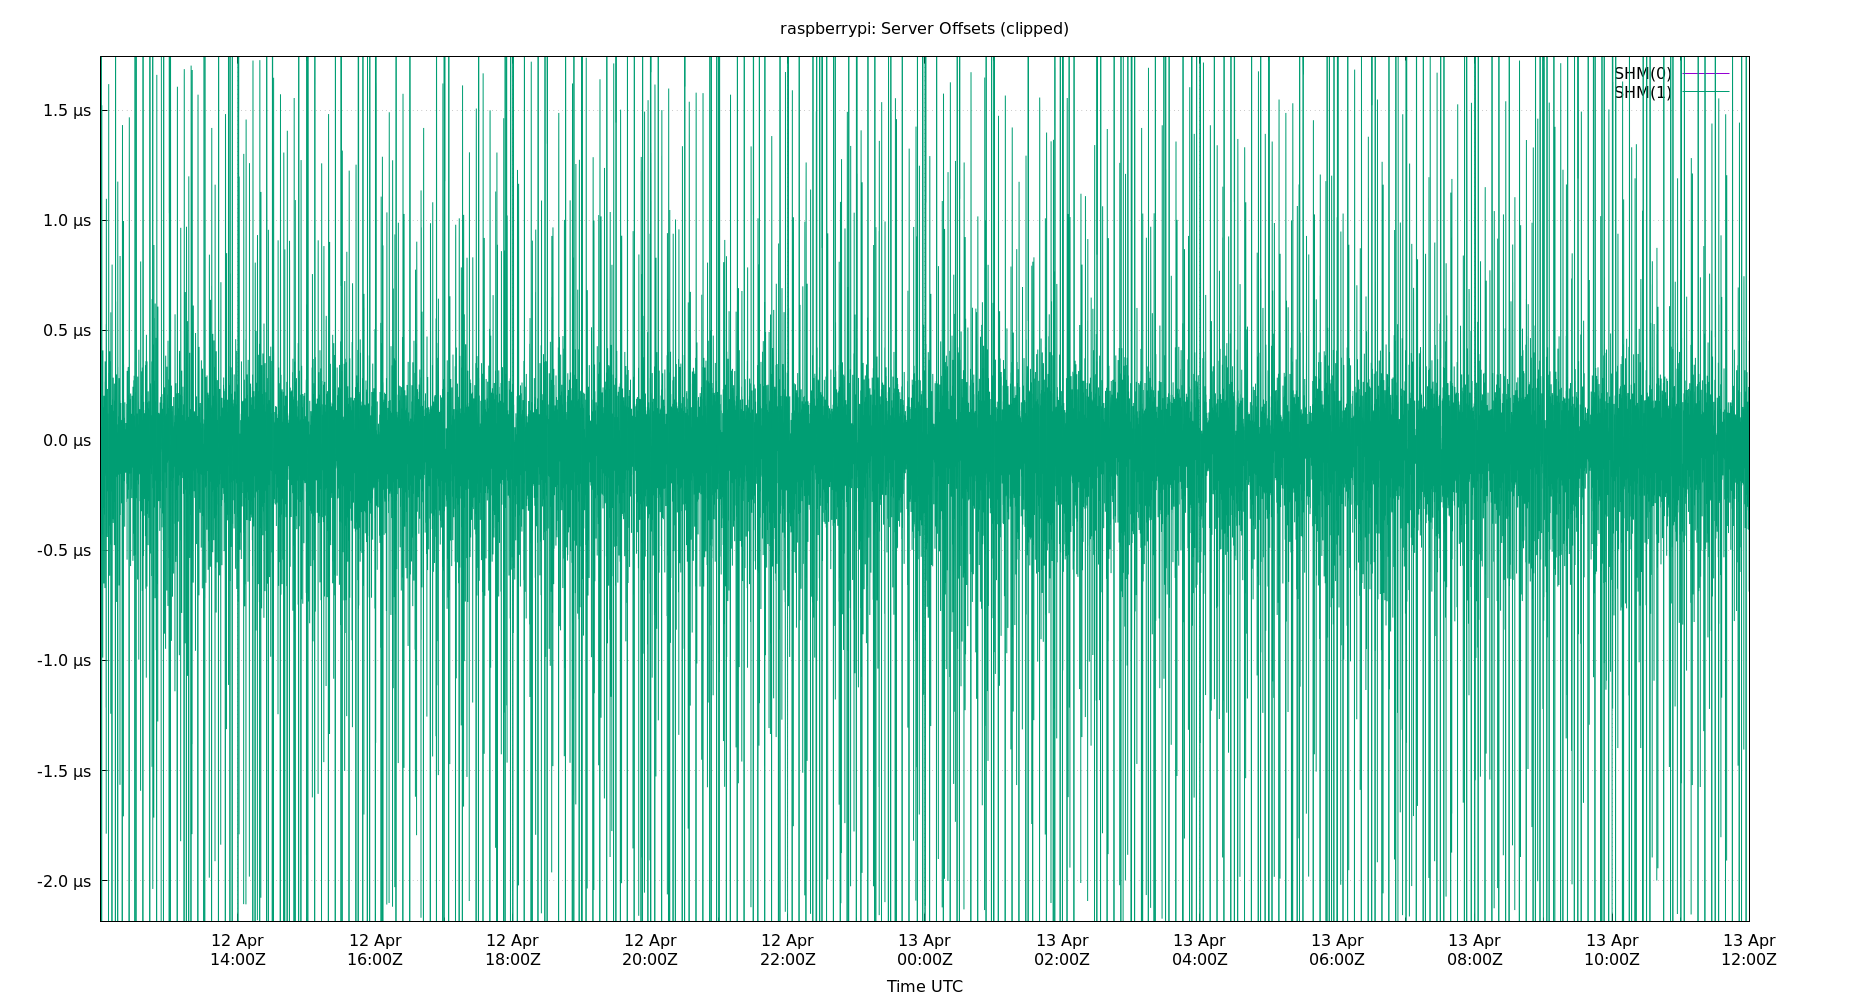 raspberrypi: Server Offsets (clipped)
SHM(0)
SHM(1)
1.5 µs
1.0 µs
0.5 µs
0.0 µs
-0.5 µs
-1.0 µs
-1.5 µs
-2.0 µs
12 Apr 12 Apr 12 Apr 12 Apr 12 Apr 13 Apr 13 Apr 13 Apr 13 Apr 13 Apr 13 Apr 13 Apr
14:00Z 16:00Z 18:00Z 20:00Z 22:00Z 00:00Z 02:00Z 04:00Z 06:00Z 08:00Z 10:00Z 12:00Z
Time UTC